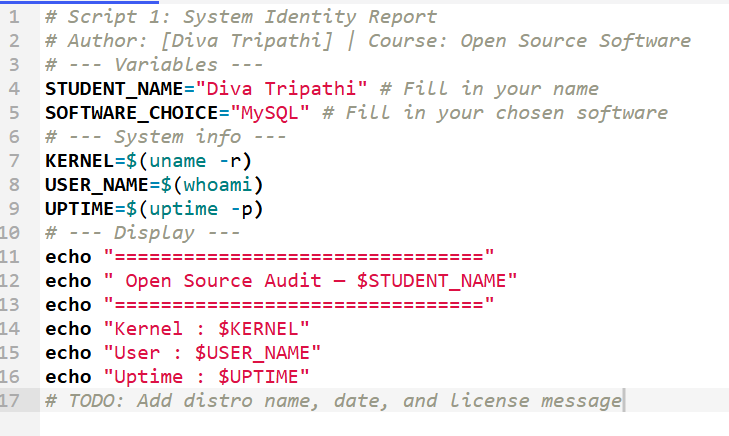 1 # Script 1: System Identity Report
2 # Author: [Diva Tripathi] | Course: Open Source Software
3 # --- Variables ---
4 STUDENT_NAME="Diva Tripathi" # Fill in your name
5 SOFTWARE_CHOICE="MySQL" # Fill in your chosen software
6 # --- System info ---
7 KERNEL=$(uname -r)
8 USER_NAME=$(whoami)
9 UPTIME=$(uptime -p)
10 # --- Display ---
11 echo "================================"
12 echo " Open Source Audit — $STUDENT_NAME"
13 echo "================================"
14 echo "Kernel : $KERNEL"
15 echo "User : $USER_NAME"
16 echo "Uptime : $UPTIME"
17 # TODO: Add distro name, date, and license message